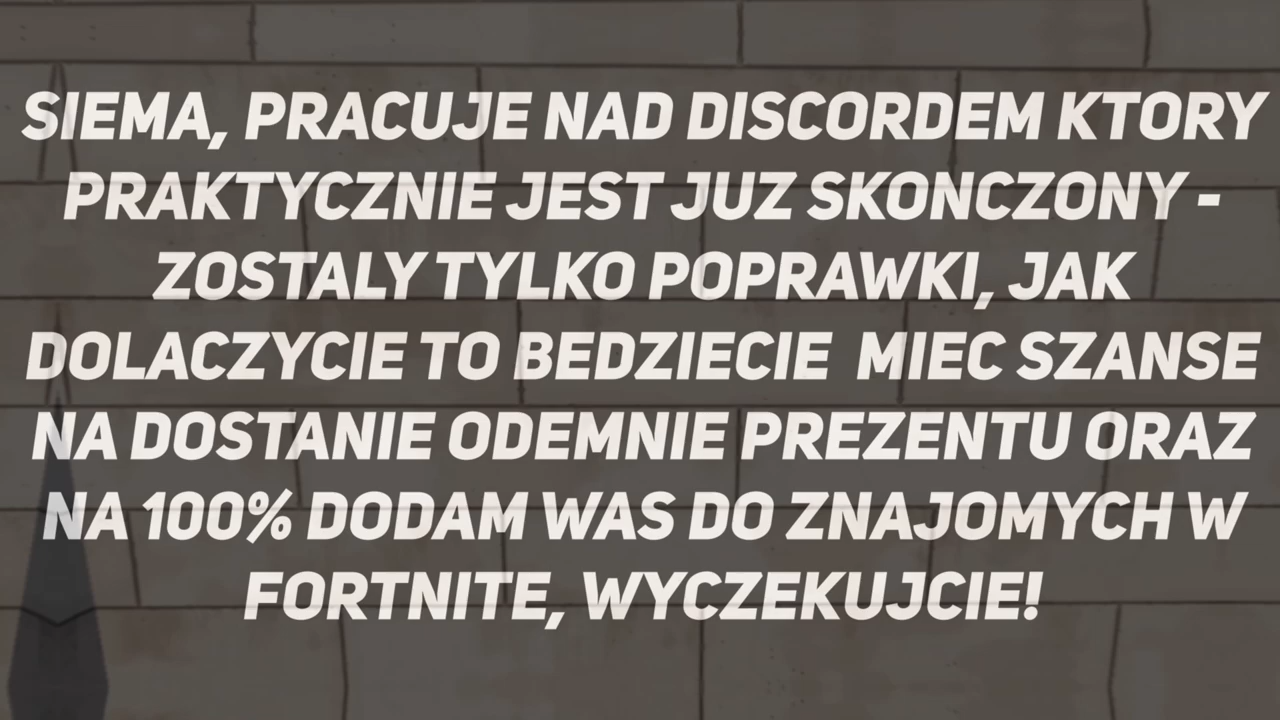 SIEMA, PRACUJE NAD DISCORDEM KTORY
PRAKTYCZNIE JEST JUZ SKONCZONY -
ZOSTALY TYLKO POPRAWKI, JAK
DOLACZYCIE TO BEDZIECIE  MIEC SZANSE
NA DOSTANIE ODEMNIE PREZENTU ORAZ
NA 100% DODAM WAS DO ZNAJOMYCH W
FORTNITE, WYCZEKUJCIE!